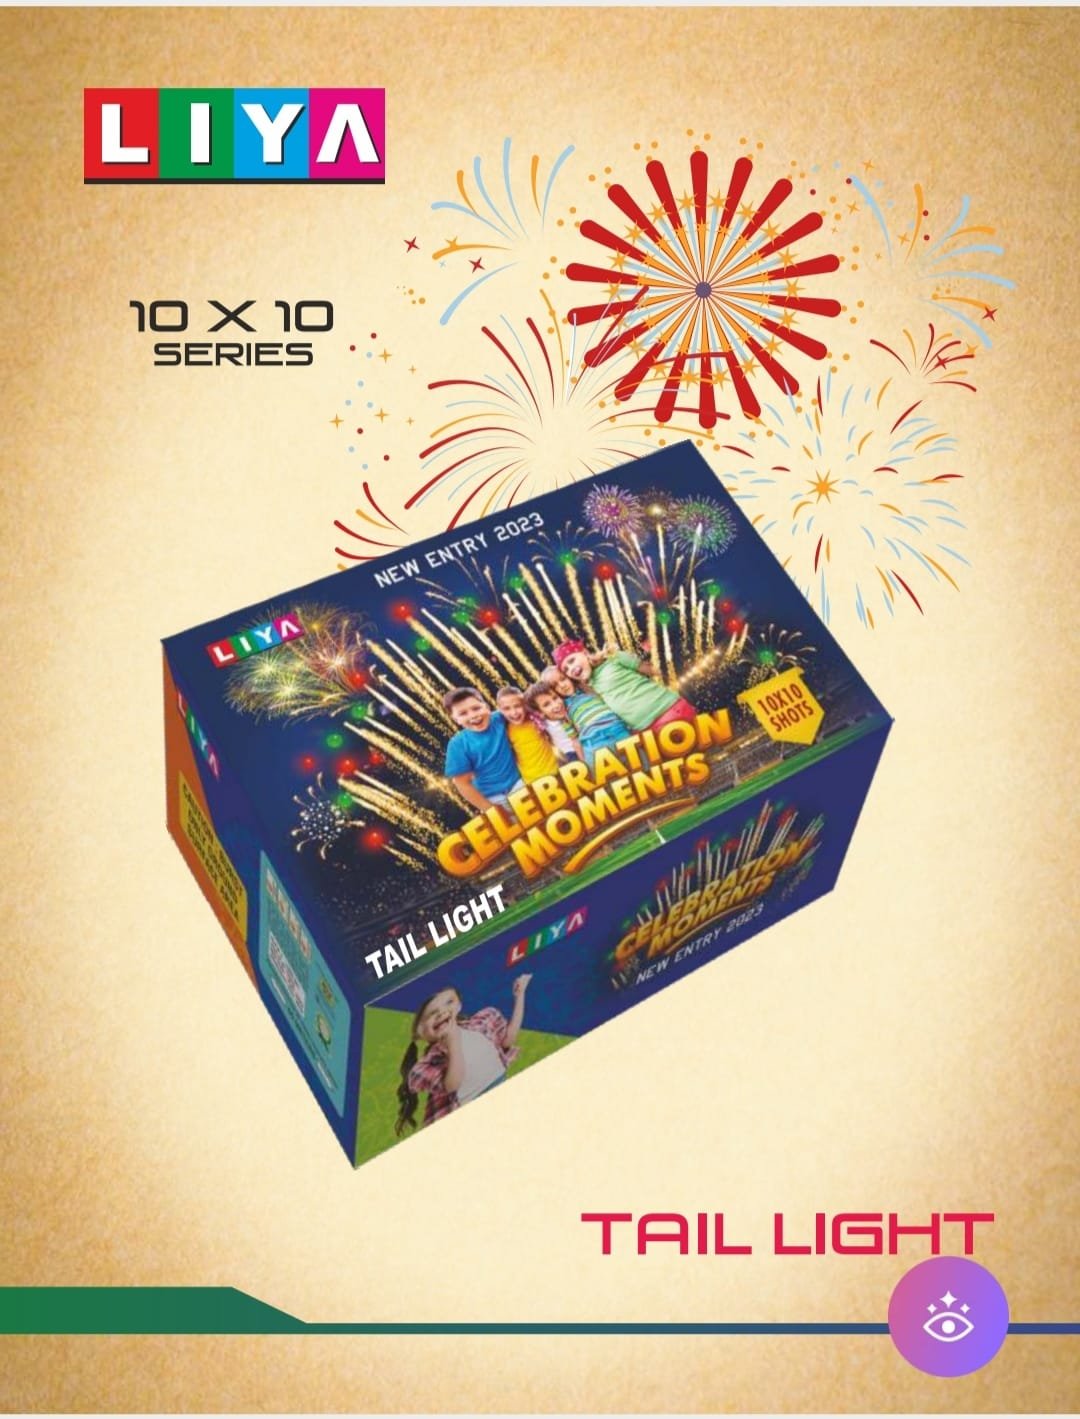 LIYA
10 X 10
SERIES
NEW ENTRY 2023
LIYA
10X10
SHOTS
CELEBRATION
MOMENTS
TAIL LIGHT
LIYA
LIYA
CELEBRATION
MOMENTS
NEW ENTRY 2023
TAIL LIGHT